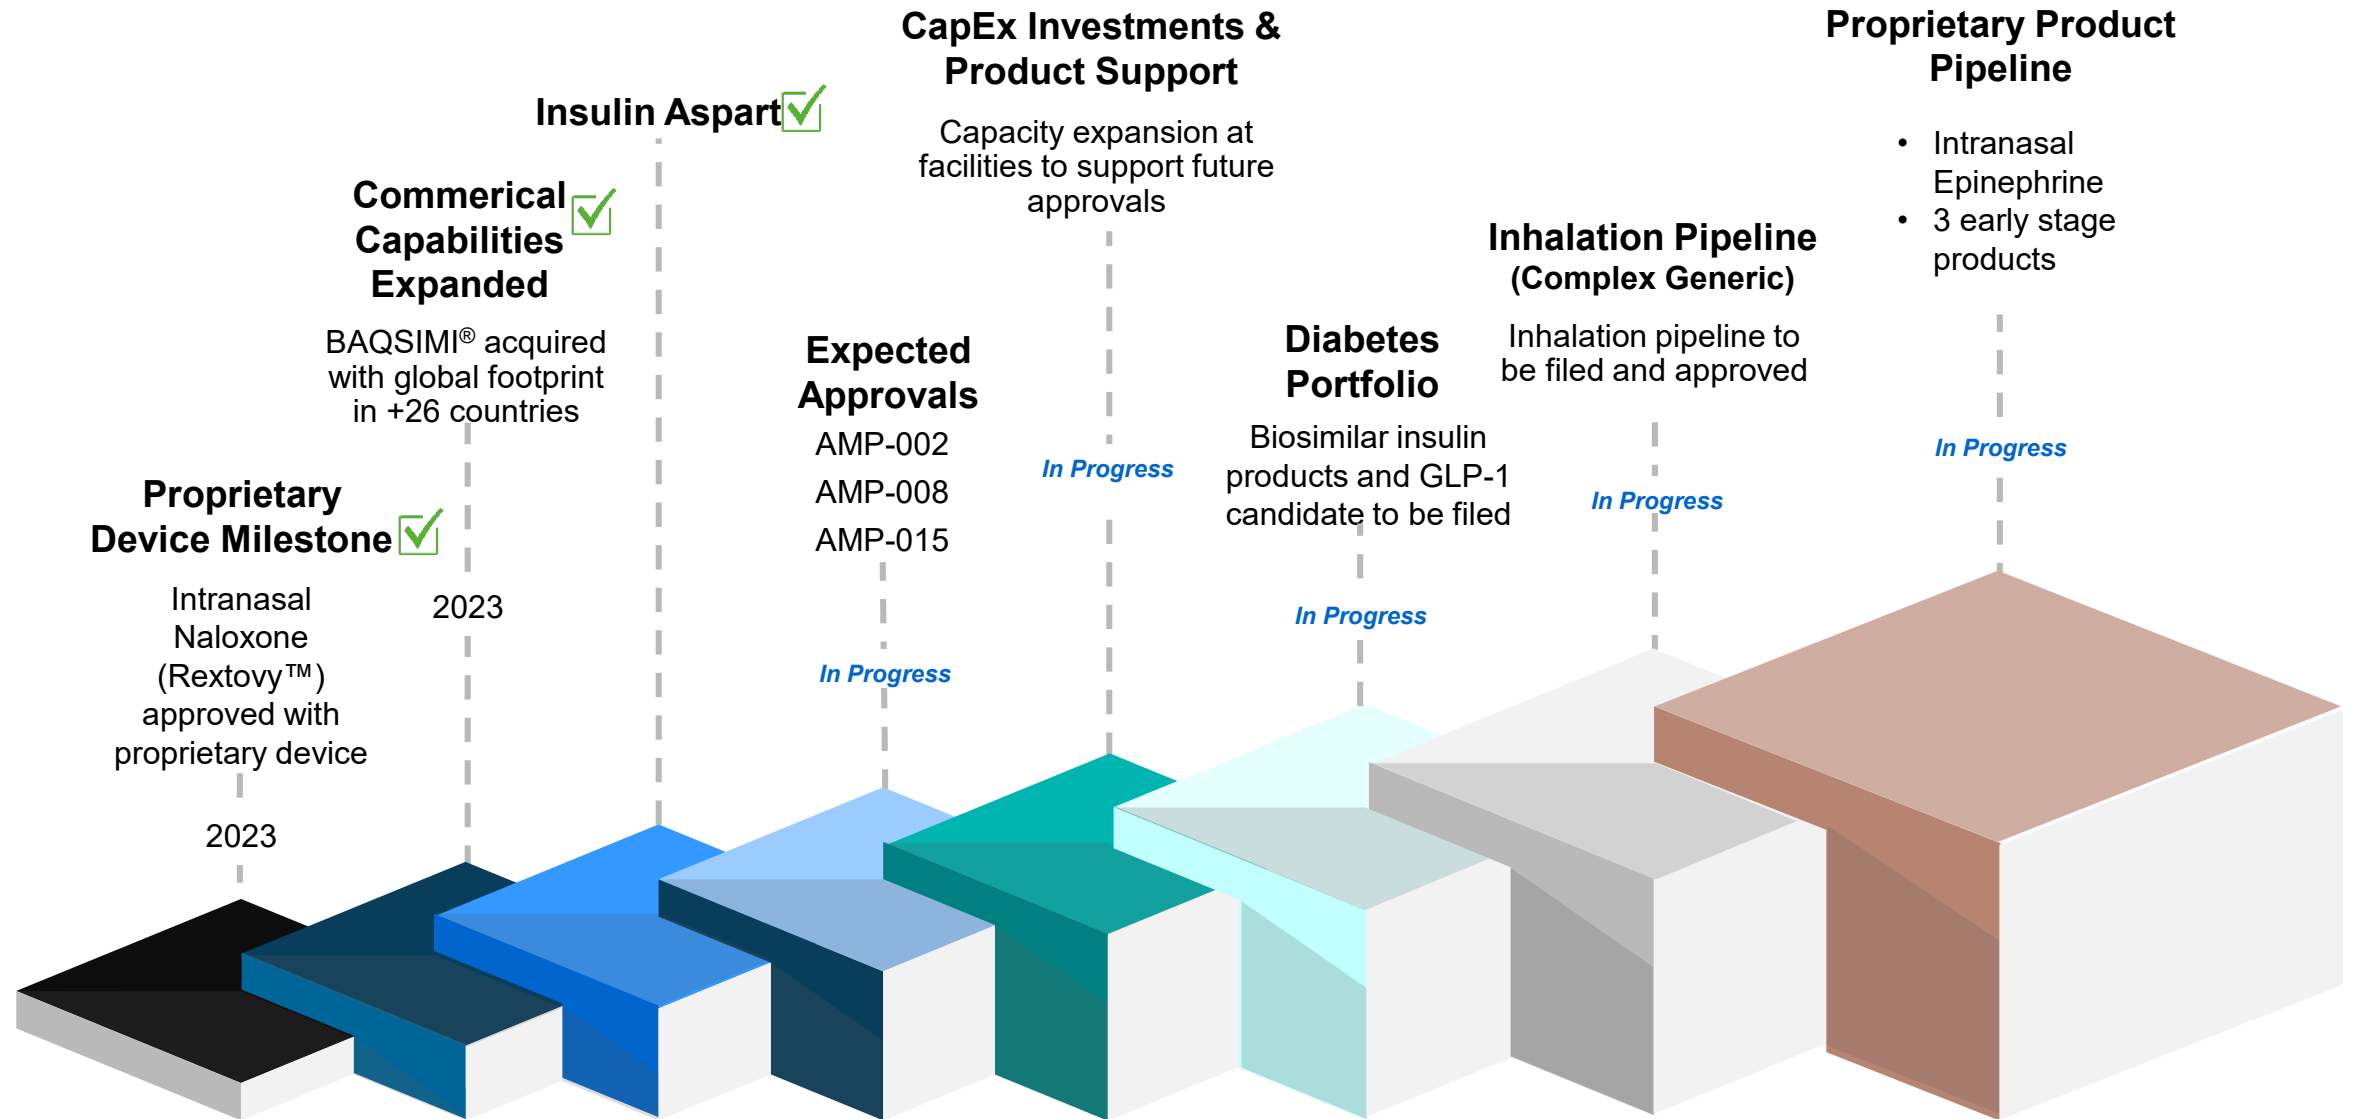 Proprietary
Device Milestone
Intranasal
Naloxone
(Rextovy™)
approved with
proprietary device
2023
Commerical
Capabilities
Expanded
BAQSIMI® acquired
with global footprint
in +26 countries
2023
Insulin Aspart
Expected
Approvals
AMP-002
AMP-008
AMP-015
In Progress
CapEx Investments &
Product Support
Capacity expansion at
facilities to support future
approvals
In Progress
Diabetes
Portfolio
Biosimilar insulin
products and GLP-1
candidate to be filed
In Progress
Inhalation Pipeline
(Complex Generic)
Inhalation pipeline to
be filed and approved
In Progress
Proprietary Product
Pipeline
• Intranasal
Epinephrine
• 3 early stage
products
In Progress